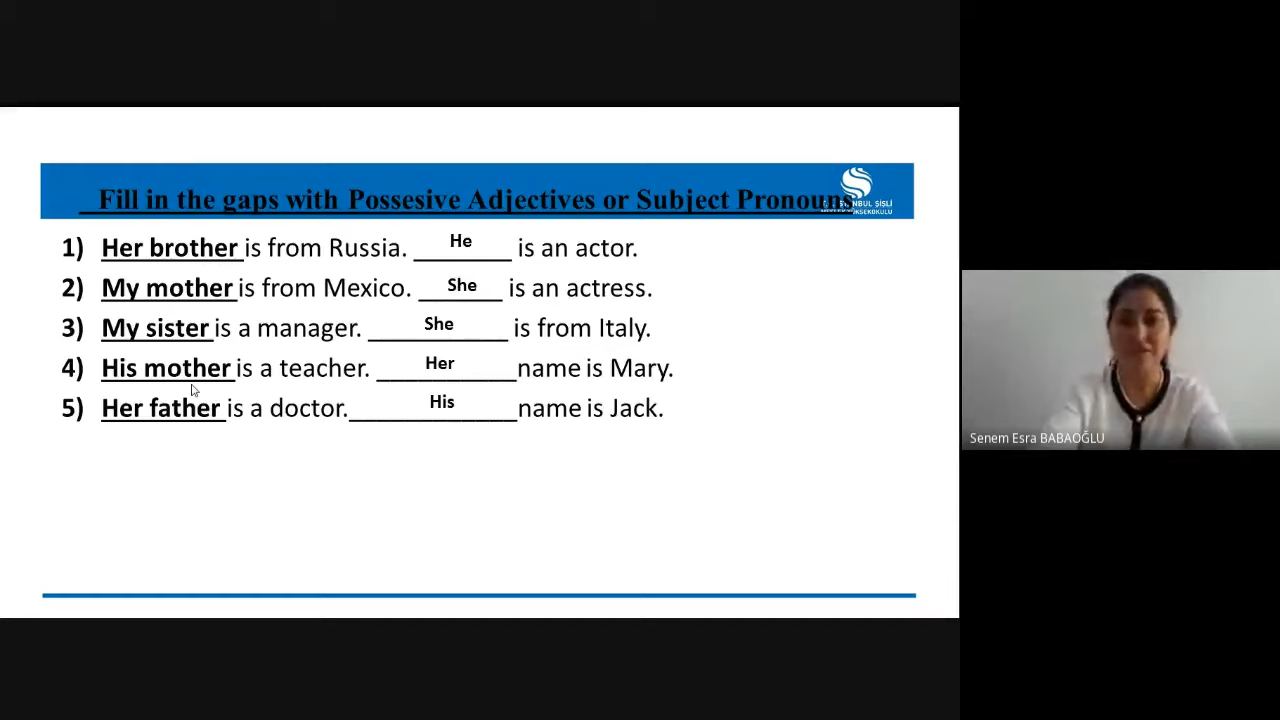 Fill in the gaps with Possesive Adjectives or Subject Pronouns
1) Her brother is from Russia. He is an actor.
2) My mother is from Mexico. She is an actress.
3) My sister is a manager. She is from Italy.
4) His mother is a teacher. Her name is Mary.
5) Her father is a doctor. His name is Jack.
Senem Esra BABAOĞLU